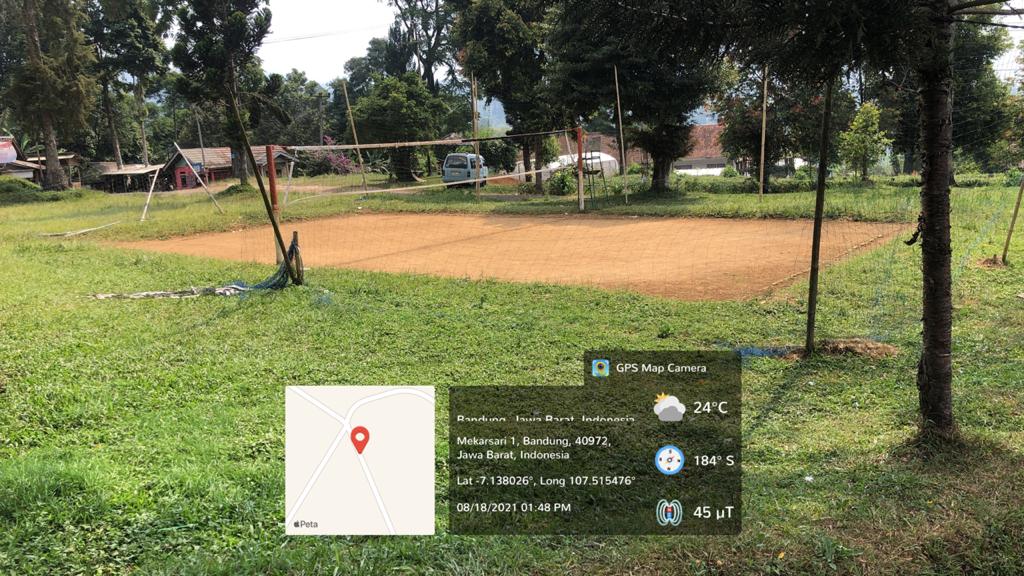 GPS Map Camera
Bandung, Jawa Barat, Indonesia
24°C
Mekarsari 1, Bandung, 40972,
Jawa Barat, Indonesia
184° S
Lat -7.138026°, Long 107.515476°
08/18/2021 01:48 PM
45 µT
Peta